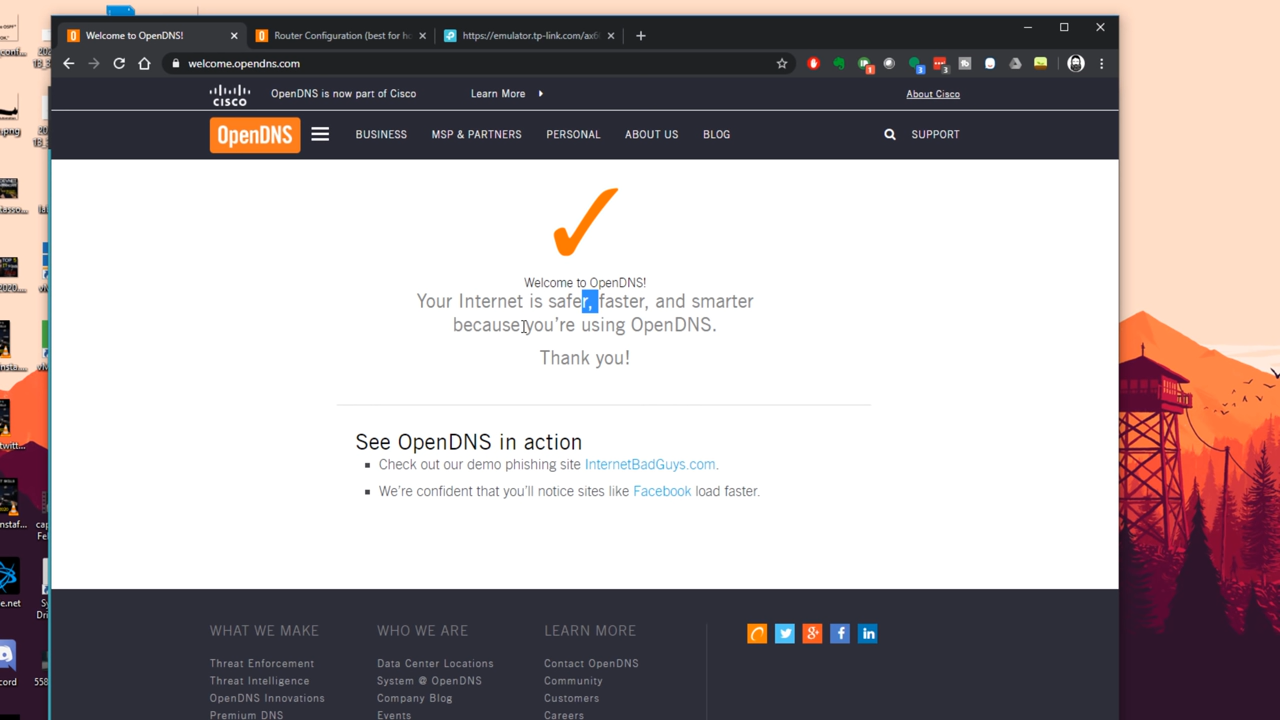 Welcome to OpenDNS!
Router Configuration (best for ho
https://emulator.tp-link.com/ax6
welcome.opendns.com
1
3
3
CISCO
OpenDNS is now part of Cisco
Learn More
About Cisco
OpenDNS
BUSINESS
MSP & PARTNERS
PERSONAL
ABOUT US
BLOG
SUPPORT
Welcome to OpenDNS!
Your Internet is safer, faster, and smarter
because you're using OpenDNS.
Thank you!
See OpenDNS in action
Check out our demo phishing site InternetBadGuys.com.
We're confident that you'll notice sites like Facebook load faster.
WHAT WE MAKE
Threat Enforcement
Threat Intelligence
OpenDNS Innovations
Premium DNS
WHO WE ARE
Data Center Locations
System @ OpenDNS
Company Blog
Events
LEARN MORE
Contact OpenDNS
Community
Customers
Careers